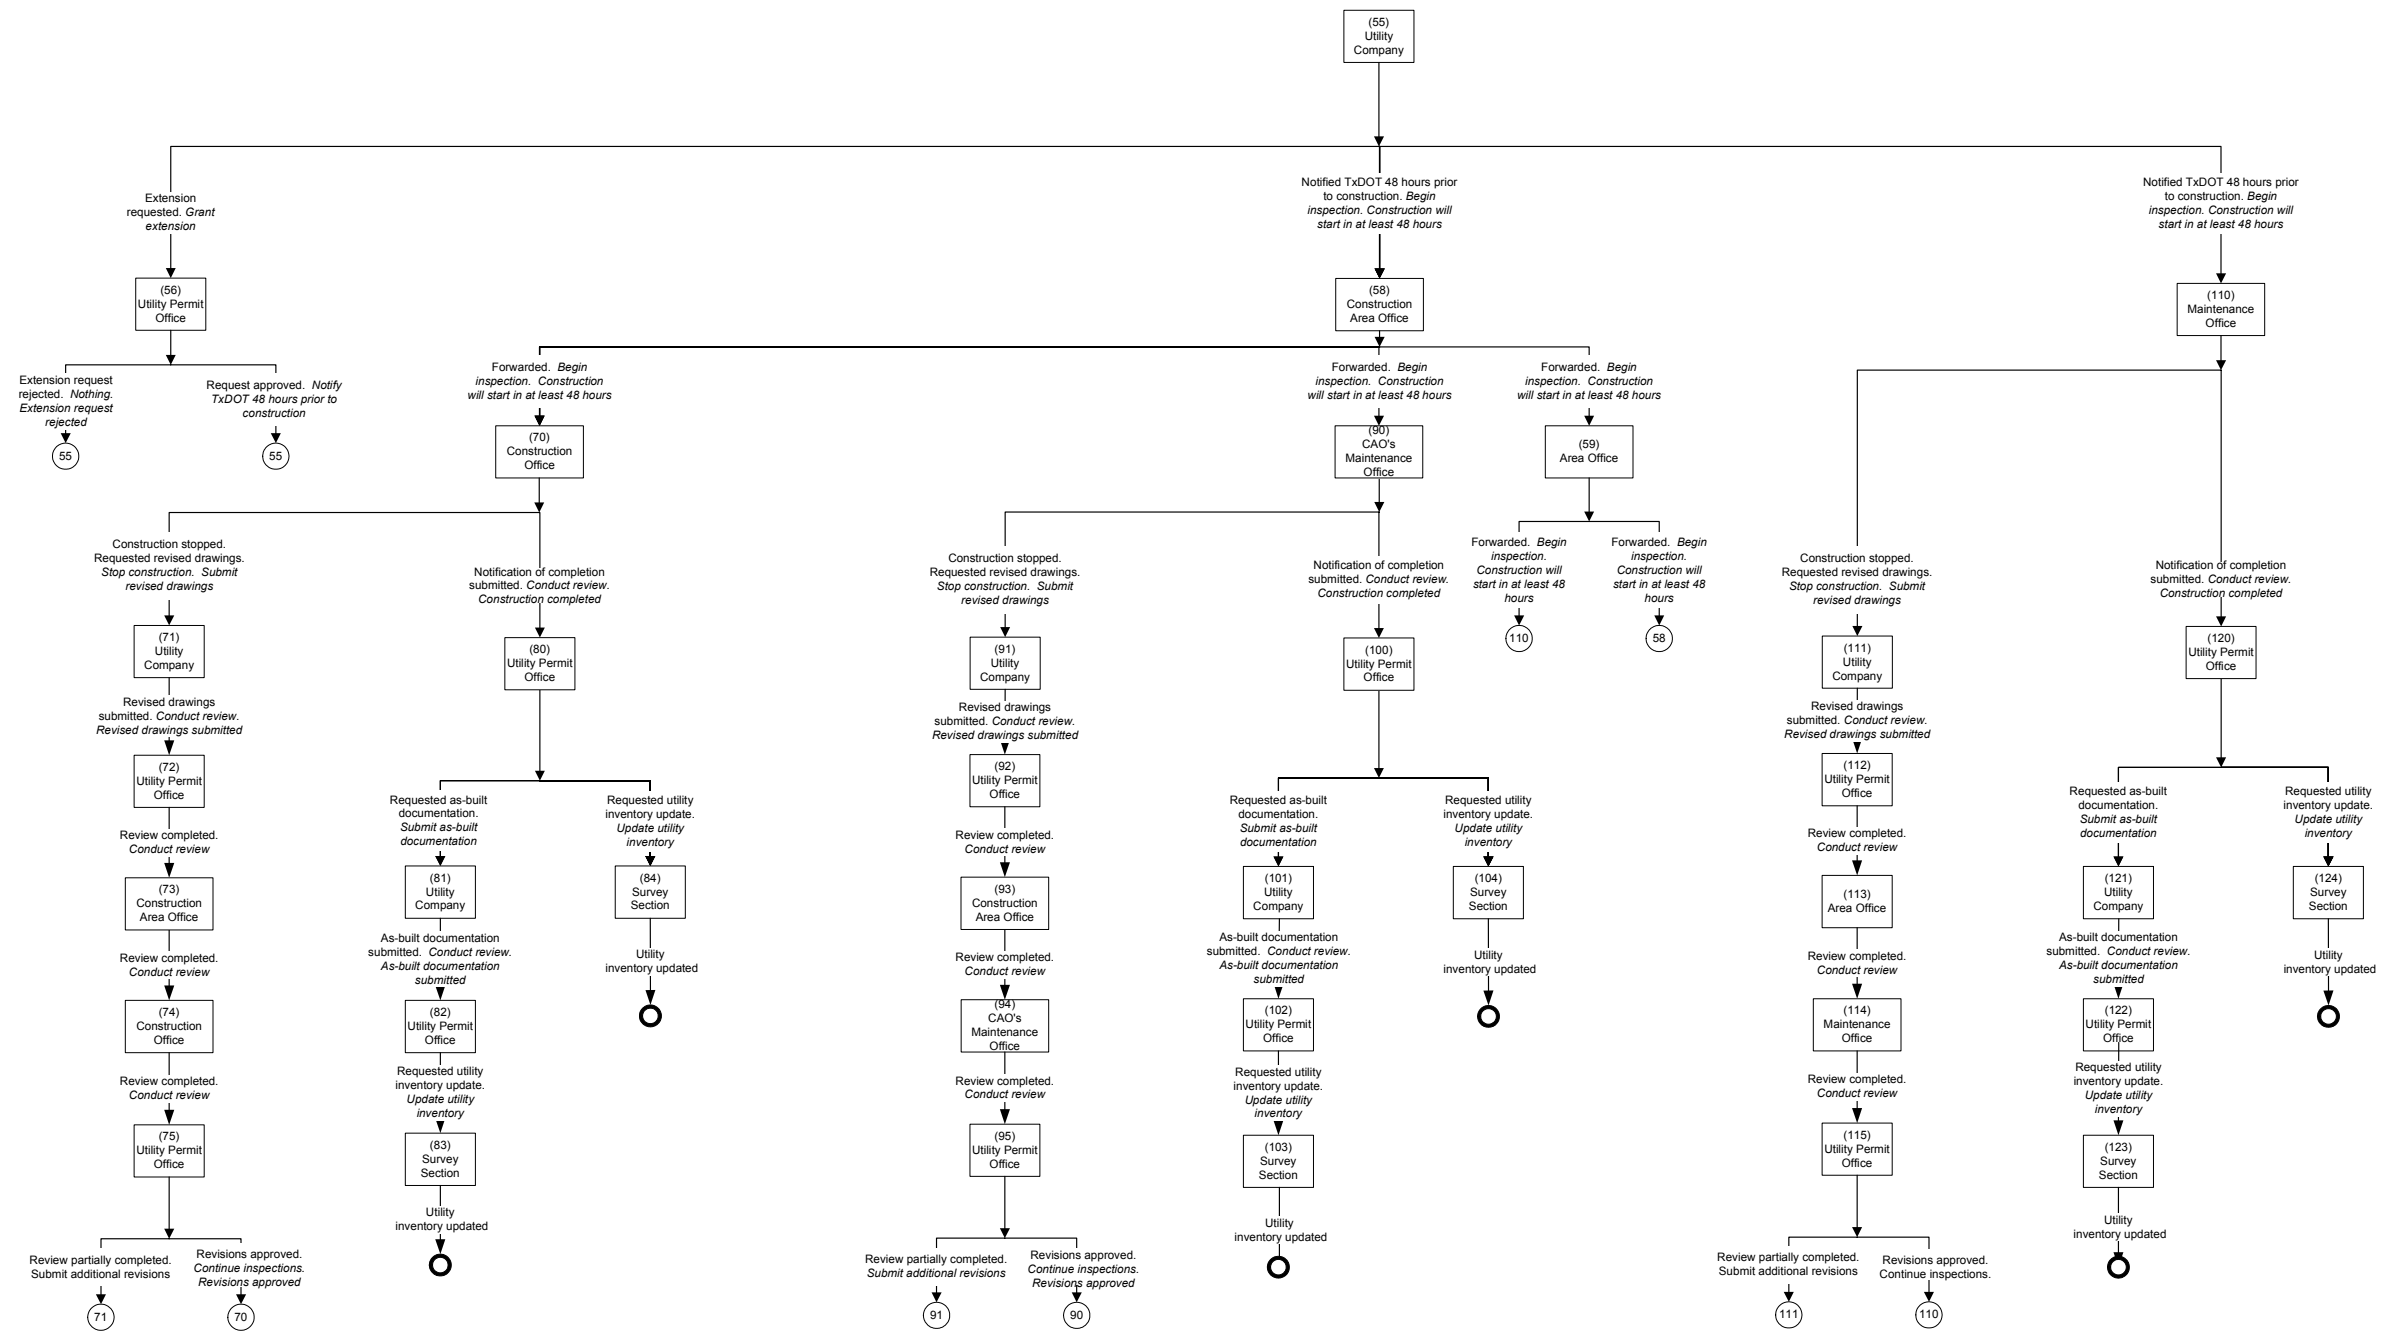 (55)
Utility
Company
Extension
requested. Grant
extension
Notified TxDOT 48 hours prior
to construction. Begin
inspection. Construction will
start in at least 48 hours
Notified TxDOT 48 hours prior
to construction. Begin
inspection. Construction will
start in at least 48 hours
(56)
Utility Permit
Office
(58)
Construction
Area Office
(110)
Maintenance
Office
Extension request
rejected. Nothing.
Extension request
rejected
Request approved. Notify
TxDOT 48 hours prior to
construction
Forwarded. Begin
inspection. Construction
will start in at least 48 hours
Forwarded. Begin
inspection. Construction
will start in at least 48 hours
Forwarded. Begin
inspection. Construction
will start in at least 48 hours
55
55
(70)
Construction
Office
(90)
CAO's
Maintenance
Office
(59)
Area Office
Construction stopped.
Requested revised drawings.
Stop construction. Submit
revised drawings
Notification of completion
submitted. Conduct review.
Construction completed
Construction stopped.
Requested revised drawings.
Stop construction. Submit
revised drawings
Notification of completion
submitted. Conduct review.
Construction completed
Forwarded. Begin
inspection.
Construction will
start in at least 48
hours
Forwarded. Begin
inspection.
Construction will
start in at least 48
hours
Construction stopped.
Requested revised drawings.
Stop construction. Submit
revised drawings
Notification of completion
submitted. Conduct review.
Construction completed
110
58
(71)
Utility
Company
(80)
Utility Permit
Office
(91)
Utility
Company
(100)
Utility Permit
Office
(111)
Utility
Company
(120)
Utility Permit
Office
Revised drawings
submitted. Conduct review.
Revised drawings submitted
Revised drawings
submitted. Conduct review.
Revised drawings submitted
Revised drawings
submitted. Conduct review.
Revised drawings submitted
(72)
Utility Permit
Office
(92)
Utility Permit
Office
(112)
Utility Permit
Office
Review completed.
Conduct review
Requested as-built
documentation.
Submit as-built
documentation
Requested utility
inventory update.
Update utility
inventory
Review completed.
Conduct review
Requested as-built
documentation.
Submit as-built
documentation
Requested utility
inventory update.
Update utility
inventory
Review completed.
Conduct review
Requested as-built
documentation.
Submit as-built
documentation
Requested utility
inventory update.
Update utility
inventory
(73)
Construction
Area Office
(81)
Utility
Company
(84)
Survey
Section
(93)
Construction
Area Office
(101)
Utility
Company
(104)
Survey
Section
(113)
Area Office
(121)
Utility
Company
(124)
Survey
Section
Review completed.
Conduct review
As-built documentation
submitted. Conduct review.
As-built documentation
submitted
Utility
inventory updated
Review completed.
Conduct review
As-built documentation
submitted. Conduct review.
As-built documentation
submitted
Utility
inventory updated
Review completed.
Conduct review
As-built documentation
submitted. Conduct review.
As-built documentation
submitted
Utility
inventory updated
(74)
Construction
Office
(82)
Utility Permit
Office
(94)
CAO's
Maintenance
Office
(102)
Utility Permit
Office
(114)
Maintenance
Office
(122)
Utility Permit
Office
Review completed.
Conduct review
Requested utility
inventory update.
Update utility
inventory
Review completed.
Conduct review
Requested utility
inventory update.
Update utility
inventory
Review completed.
Conduct review
Requested utility
inventory update.
Update utility
inventory
(75)
Utility Permit
Office
(83)
Survey
Section
(95)
Utility Permit
Office
(103)
Survey
Section
(115)
Utility Permit
Office
(123)
Survey
Section
Review partially completed.
Submit additional revisions
Revisions approved.
Continue inspections.
Revisions approved
Utility
inventory updated
Review partially completed.
Submit additional revisions
Revisions approved.
Continue inspections.
Revisions approved
Utility
inventory updated
Review partially completed.
Submit additional revisions
Revisions approved.
Continue inspections.
Utility
inventory updated
71
70
91
90
111
110